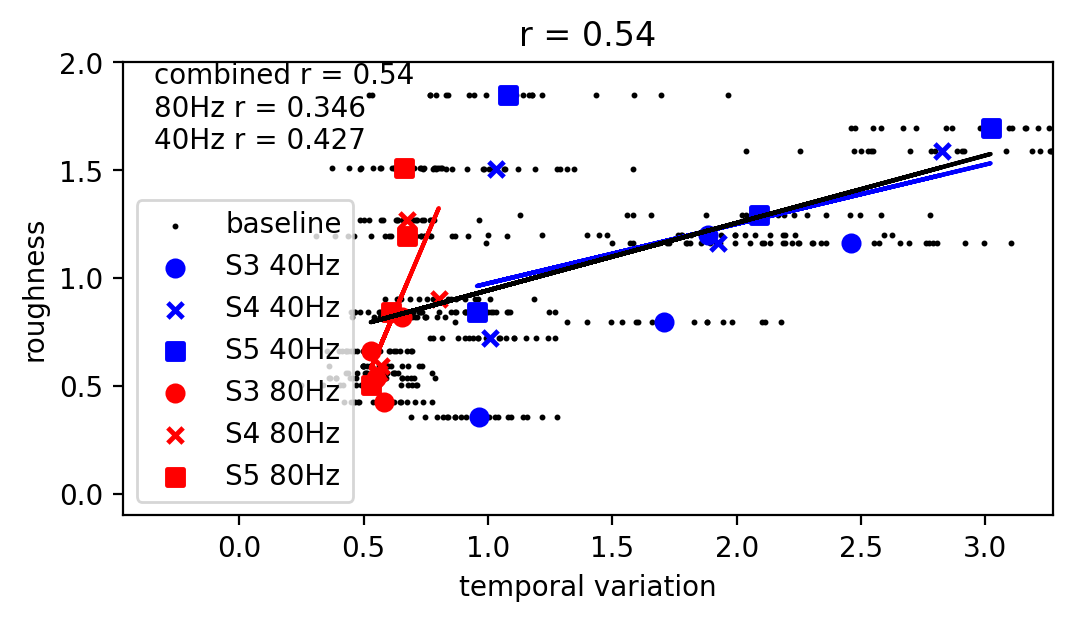 r = 0.54
combined r = 0.54
80Hz r = 0.346
40Hz r = 0.427
baseline
S3 40Hz
S4 40Hz
S5 40Hz
S3 80Hz
S4 80Hz
S5 80Hz
roughness
2.0
1.5
1.0
0.5
0.0
0.0 0.5 1.0 1.5 2.0 2.5 3.0
temporal variation